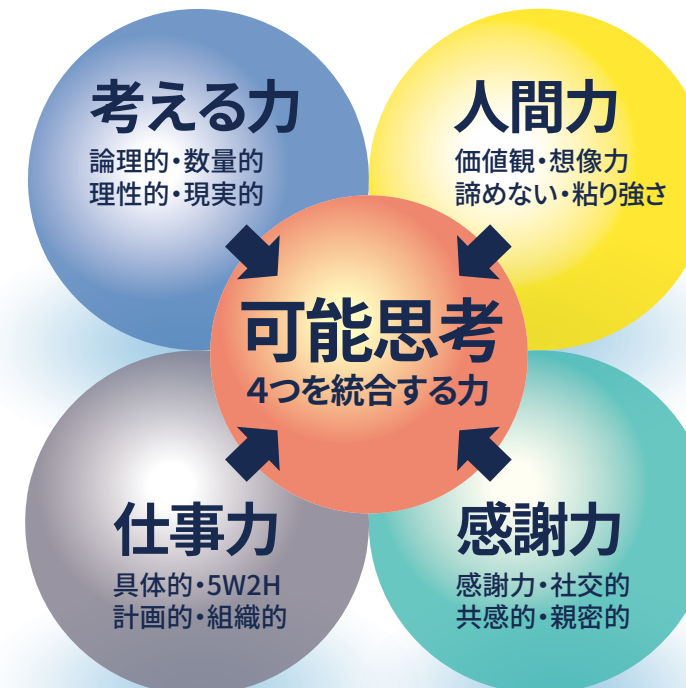 考える力
論理的・数量的
理性的・現実的
人間力
価値観・想像力
諦めない・粘り強さ
可能思考
4つを統合する力
仕事力
具体的・5W2H
計画的・組織的
感謝力
感謝力・社交的
共感的・親密的